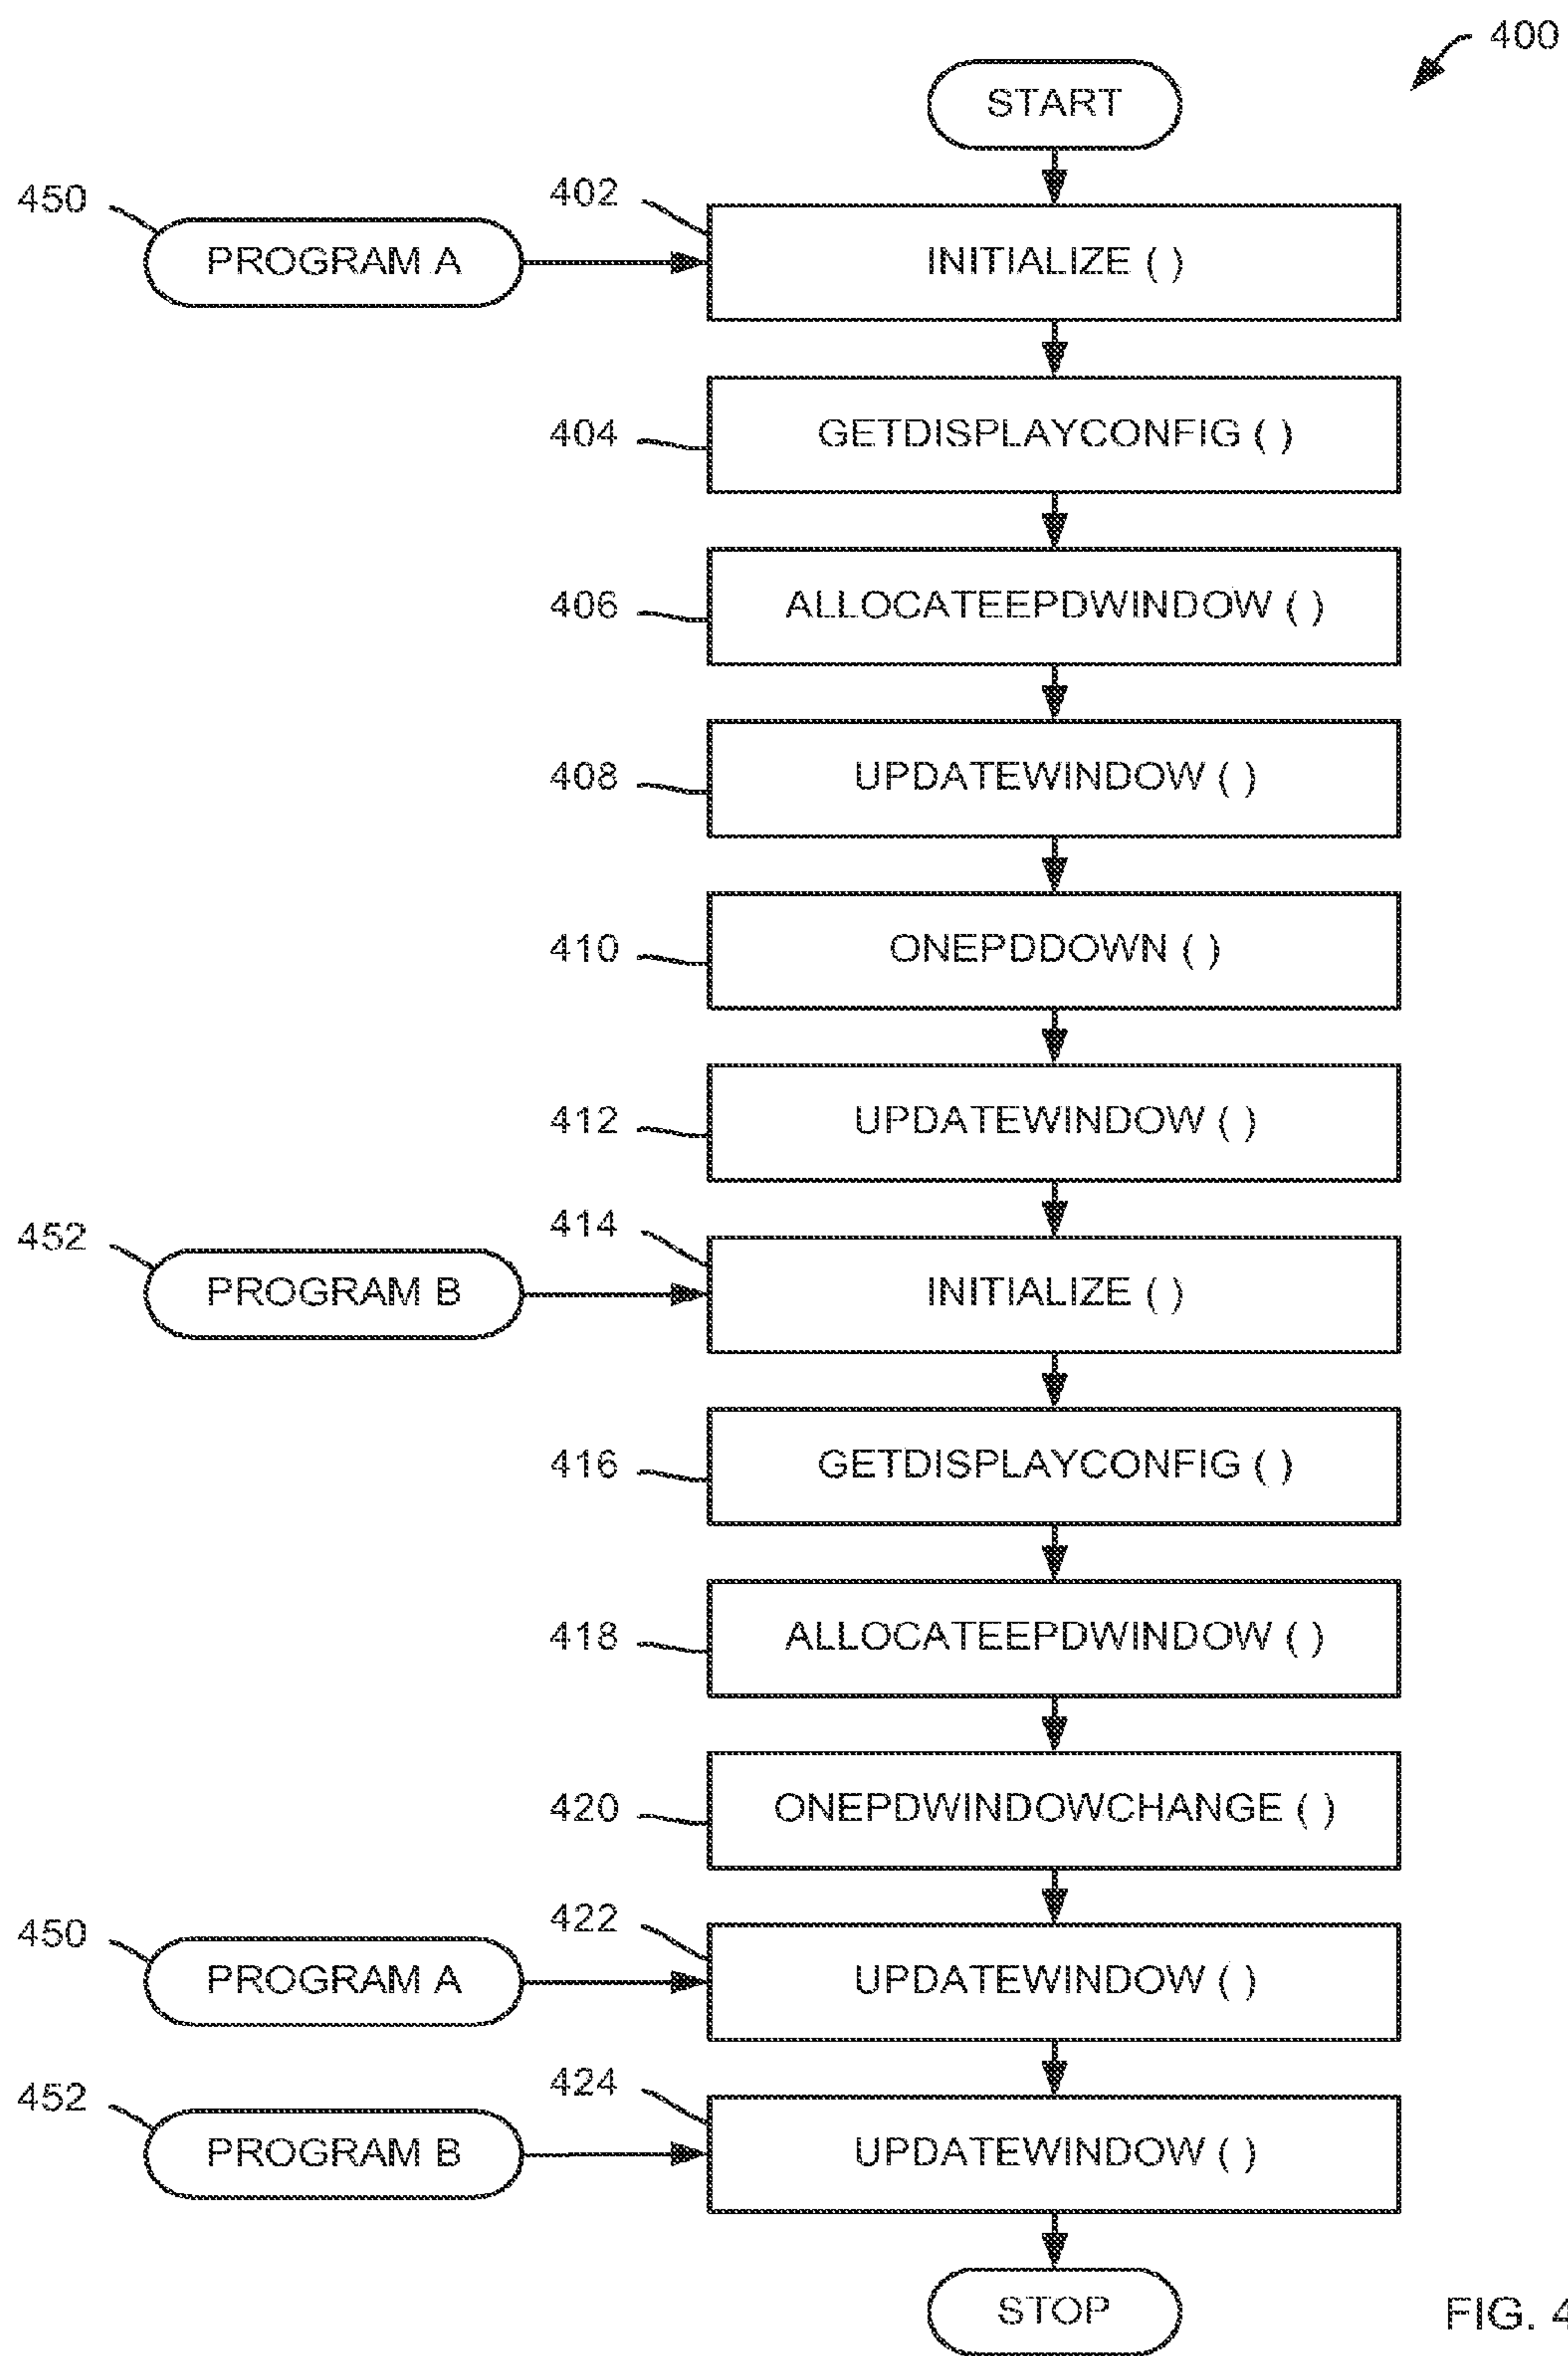 400
START
450
402
PROGRAM A
INITIALIZE ( )
404
GETDISPLAYCONFIG ( )
406
ALLOCATEEPDWINDOW ( )
408
UPDATEWINDOW ( )
410
ONEPDDOWN ( )
412
UPDATEWINDOW ( )
452
414
PROGRAM B
INITIALIZE ( )
416
GETDISPLAYCONFIG ( )
418
ALLOCATEEPDWINDOW ( )
420
ONEPDWINDOWCHANGE ( )
450
422
PROGRAM A
UPDATEWINDOW ( )
452
424
PROGRAM B
UPDATEWINDOW ( )
STOP
FIG. 4